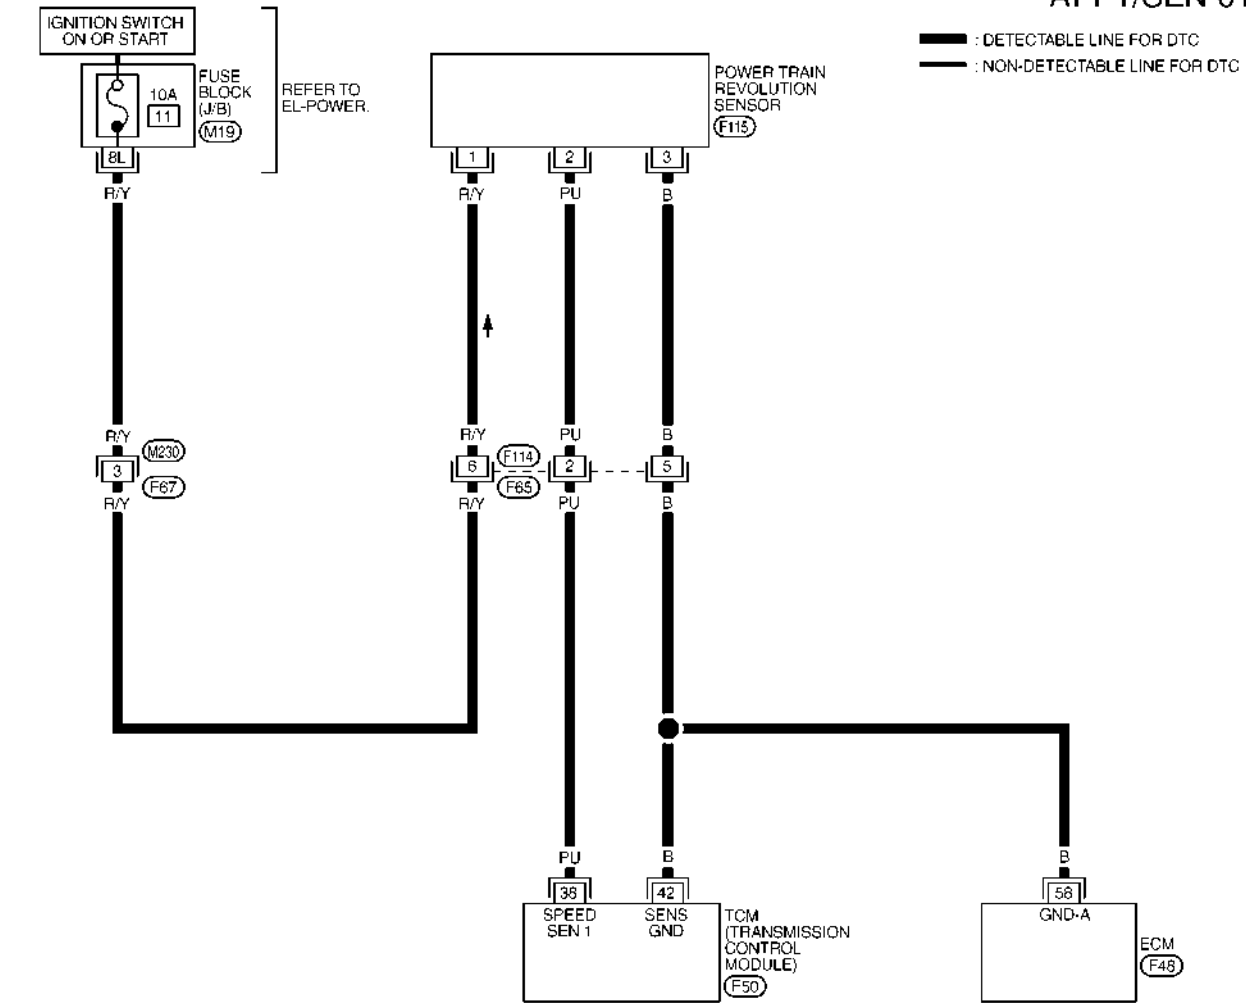 IGNITION SWITCH
ON OR START
FUSE
BLOCK
(J/B)
M19
10A
11
8L
REFER TO
EL-POWER.
POWER TRAIN
REVOLUTION
SENSOR
F115
: DETECTABLE LINE FOR DTC
: NON-DETECTABLE LINE FOR DTC
1
2
3
R/Y
R/Y
PU
B
R/Y
R/Y
PU
B
M230
3
F67
6
F114
F65
2
5
R/Y
R/Y
PU
B
PU
B
B
38
42
58
SPEED
SEN 1
SENS
GND
TCM
(TRANSMISSION
CONTROL
MODULE)
F50
GND-A
ECM
F48